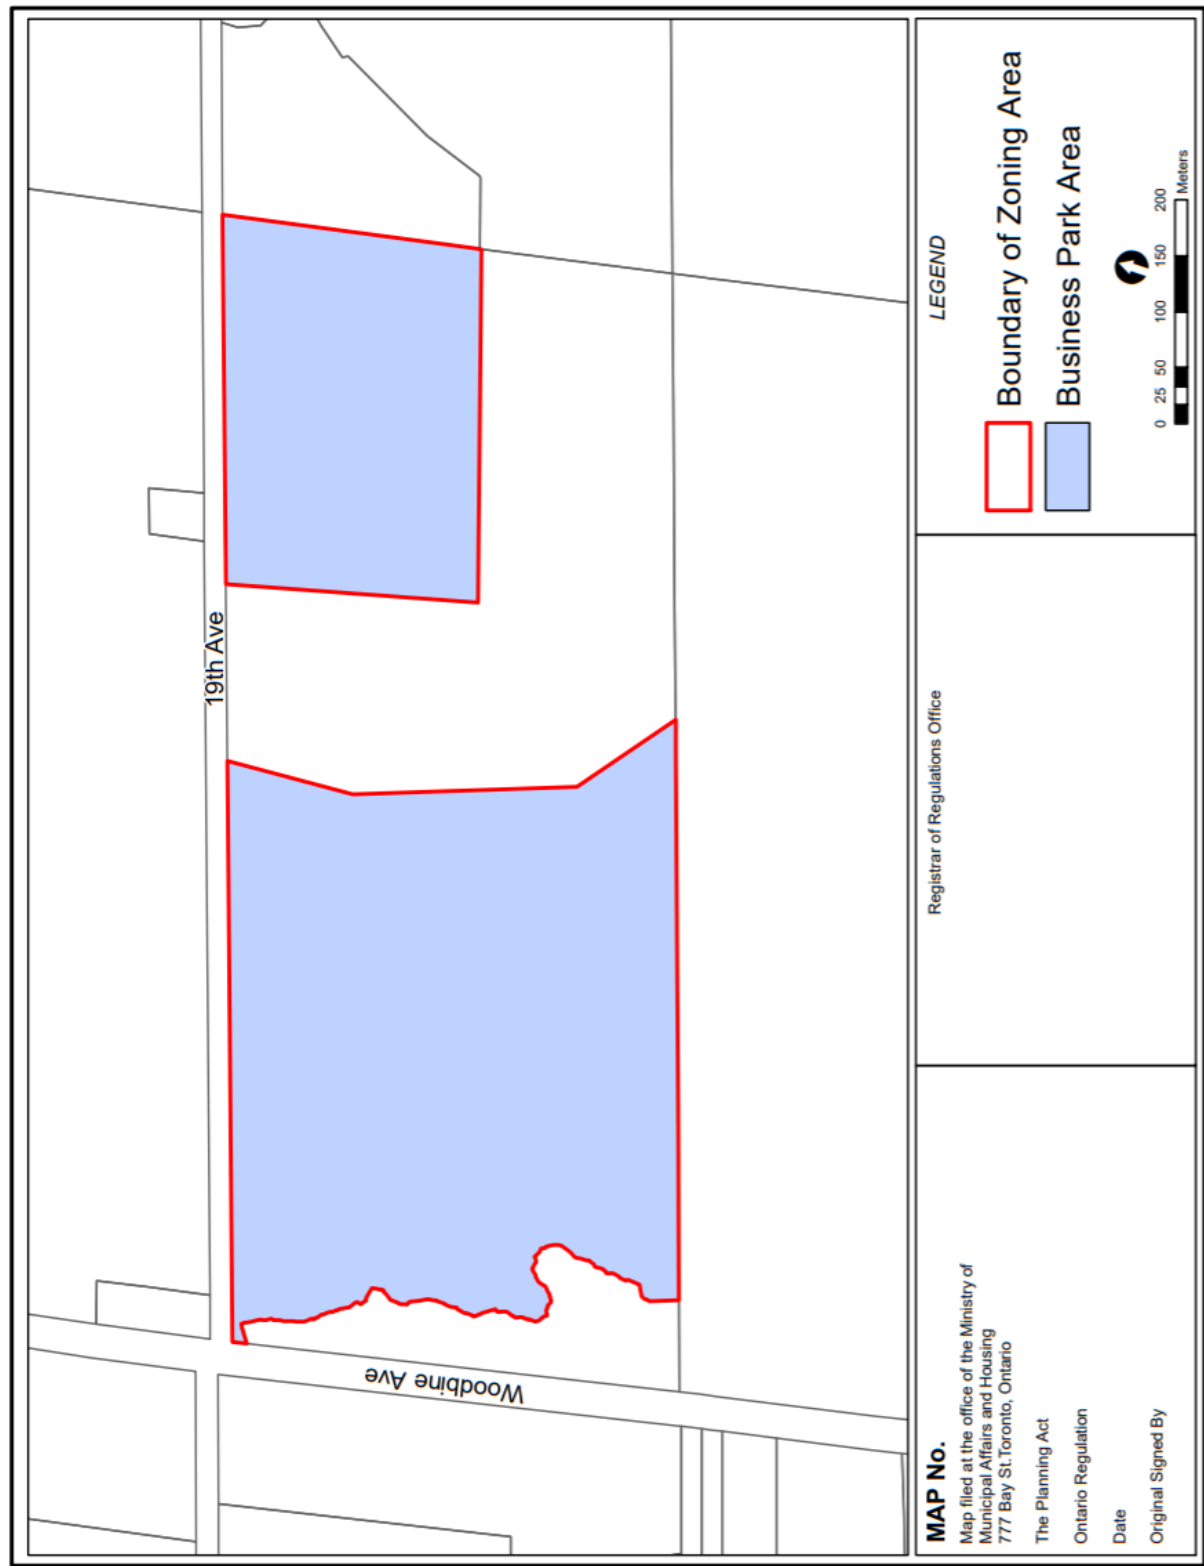 19th Ave
Woodbine Ave
MAP No.
Map filed at the office of the Ministry of
Municipal Affairs and Housing
777 Bay St.Toronto, Ontario
The Planning Act
Ontario Regulation
Date
Original Signed By
Registrar of Regulations Office
LEGEND
Boundary of Zoning Area
Business Park Area
0 25 50 100 150 200
Meters